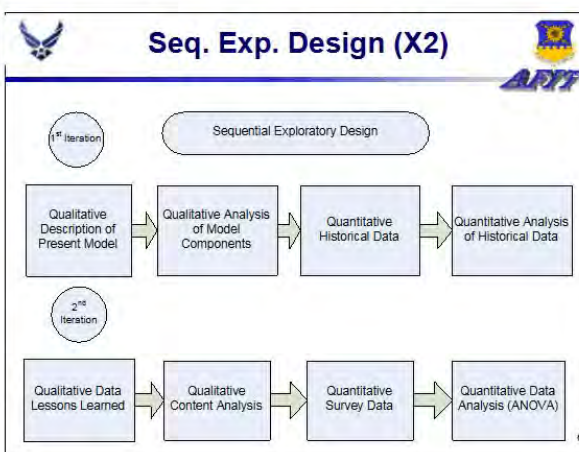 Seq. Exp. Design (X2)
AFIT
1st Iteration
Sequential Exploratory Design
Qualitative
Description of
Present Model
Qualitative Analysis
of Model
Components
Quantitative
Historical Data
Quantitative Analysis
of Historical Data
2nd
Iteration
Qualitative Data
Lessons Learned
Qualitative
Content Analysis
Quantitative
Survey Data
Quantitative Data
Analysis (ANOVA)